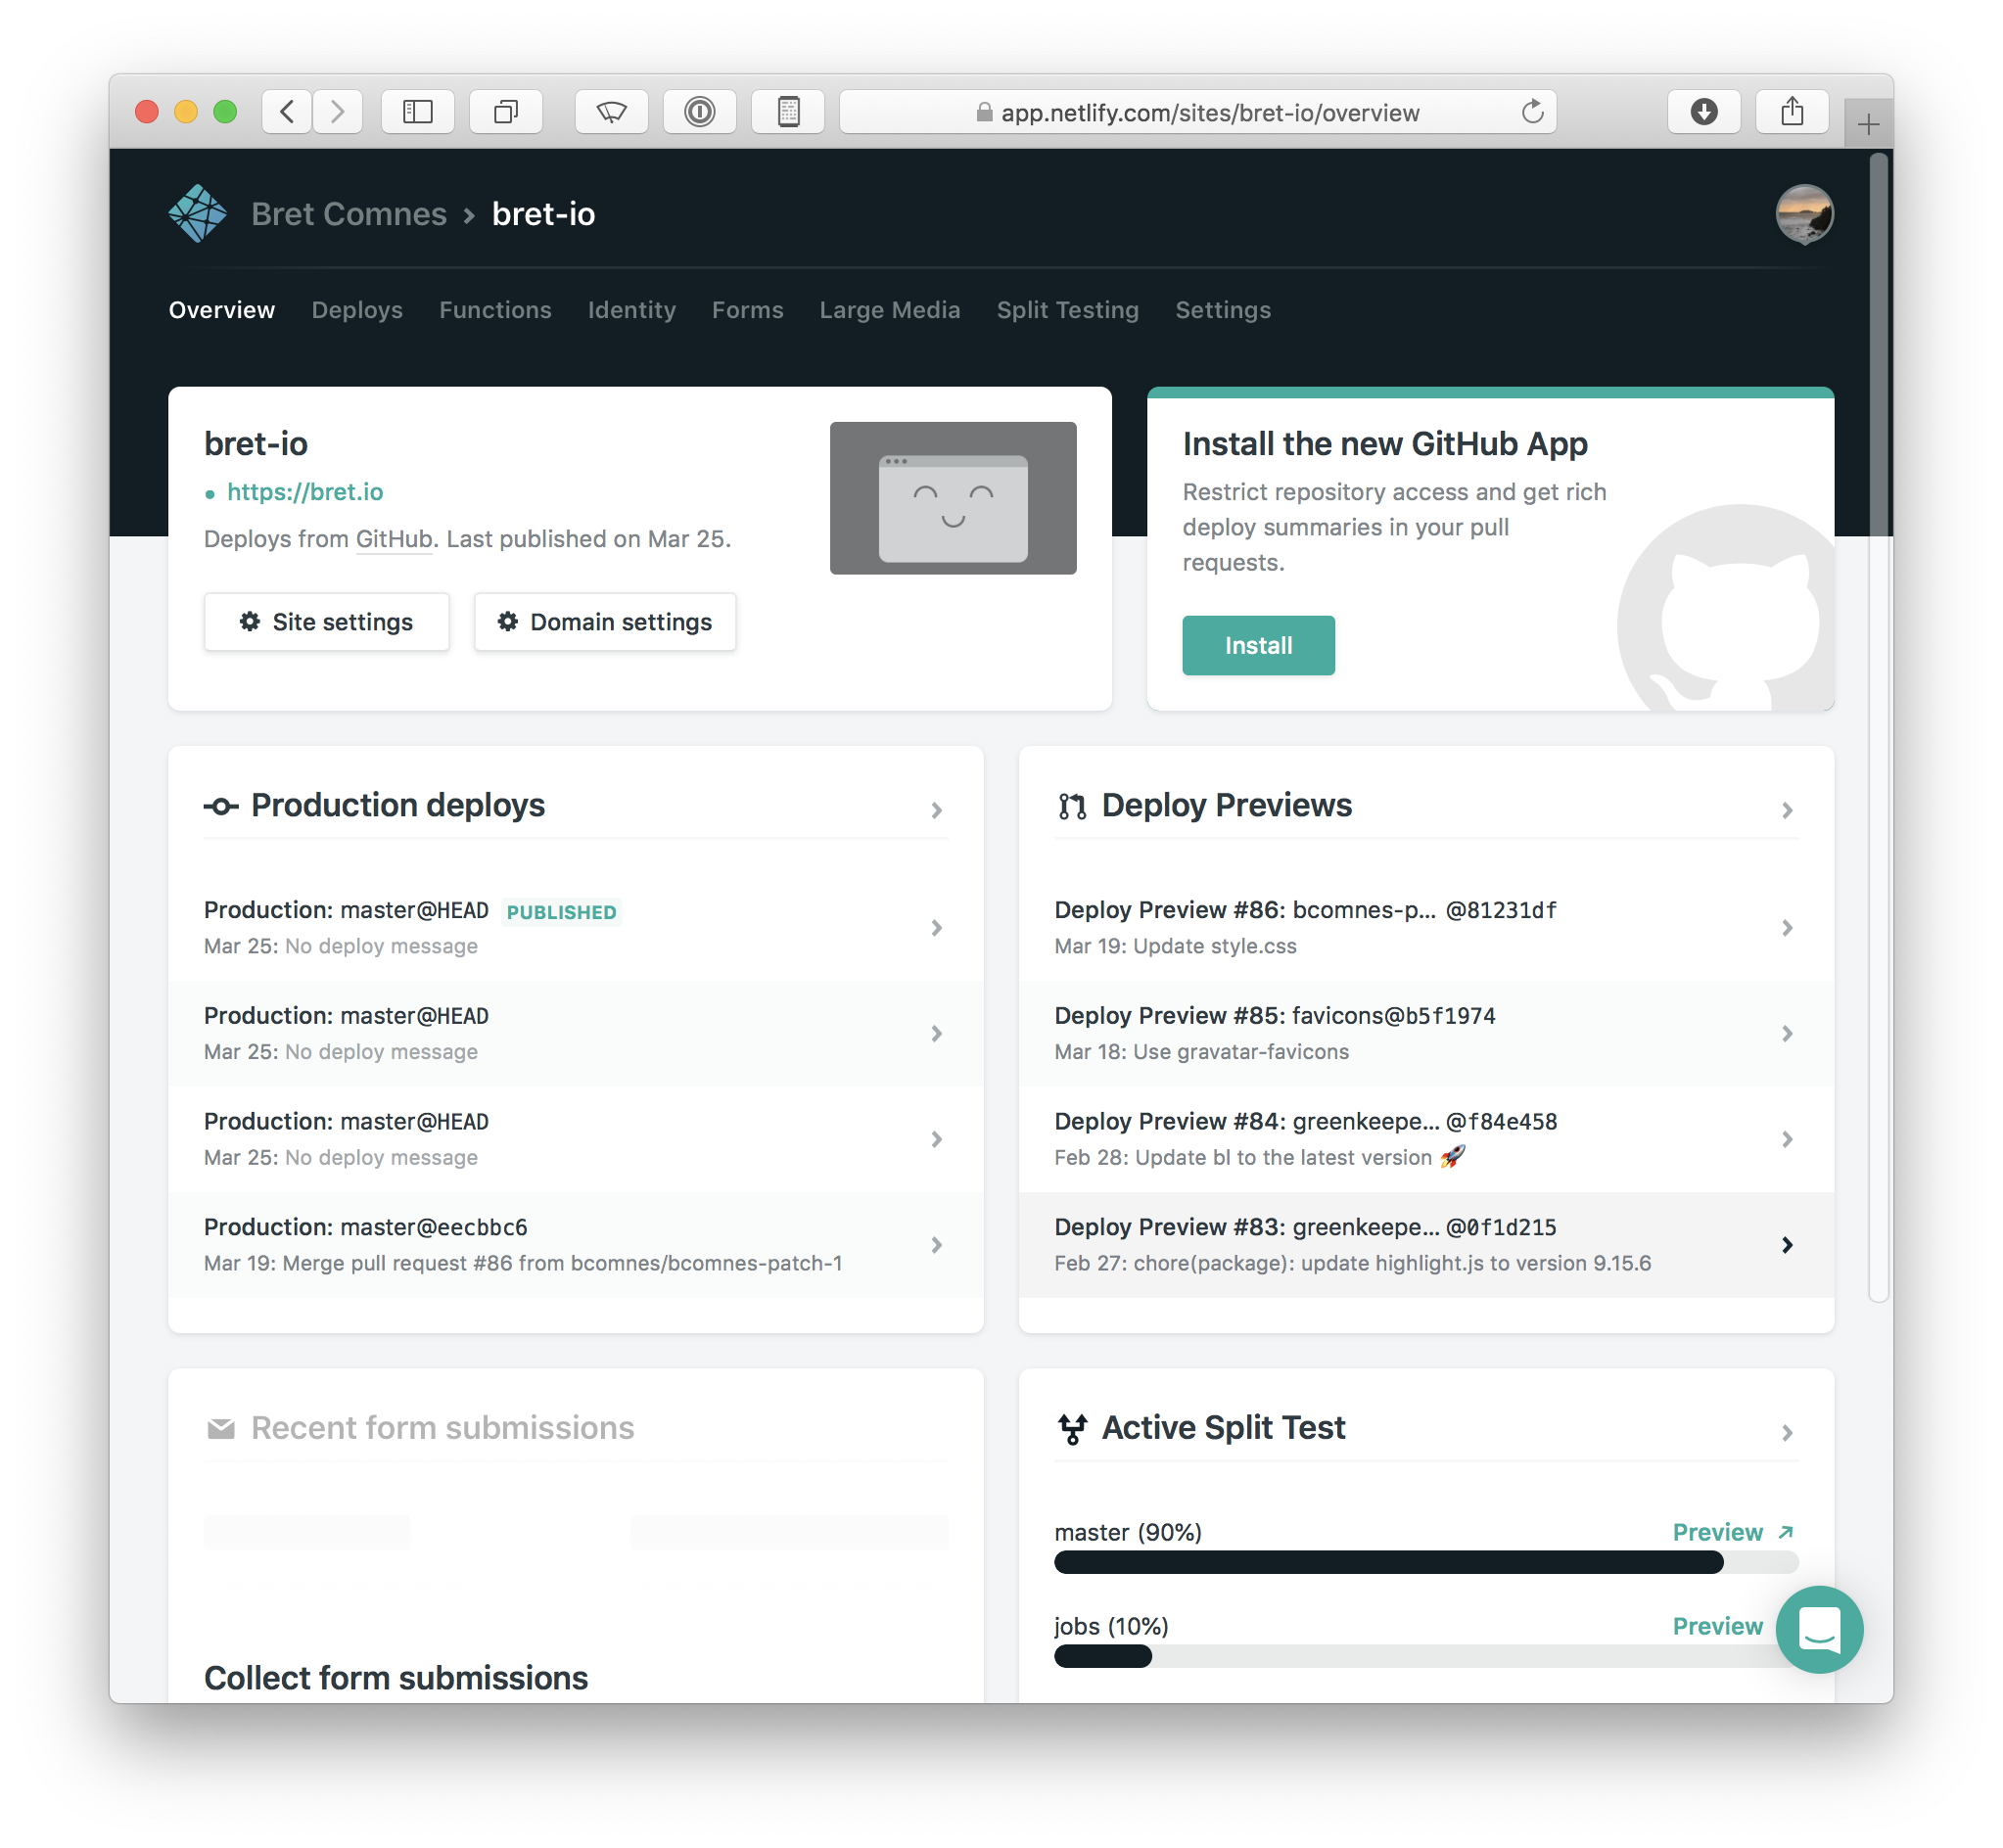 app.netlify.com/sites/bret-io/overview
Bret Comnes › bret-io
Overview Deploys Functions Identity Forms Large Media Split Testing Settings
bret-io
https://bret.io
Deploys from GitHub. Last published on Mar 25.
Site settings
Domain settings
Install the new GitHub App
Restrict repository access and get rich
deploy summaries in your pull
requests.
Install
Production deploys
Production: master@HEAD PUBLISHED
Mar 25: No deploy message
Production: master@HEAD
Mar 25: No deploy message
Production: master@HEAD
Mar 25: No deploy message
Production: master@eecbbc6
Mar 19: Merge pull request #86 from bcomnes/bcomnes-patch-1
Deploy Previews
Deploy Preview #86: bcomnes-p... @81231df
Mar 19: Update style.css
Deploy Preview #85: favicons@b5f1974
Mar 18: Use gravatar-favicons
Deploy Preview #84: greenkeepe... @f84e458
Feb 28: Update bl to the latest version 🚀
Deploy Preview #83: greenkeepe... @0f1d215
Feb 27: chore(package): update highlight.js to version 9.15.6
Recent form submissions
Collect form submissions
Active Split Test
master (90%) Preview
jobs (10%) Preview